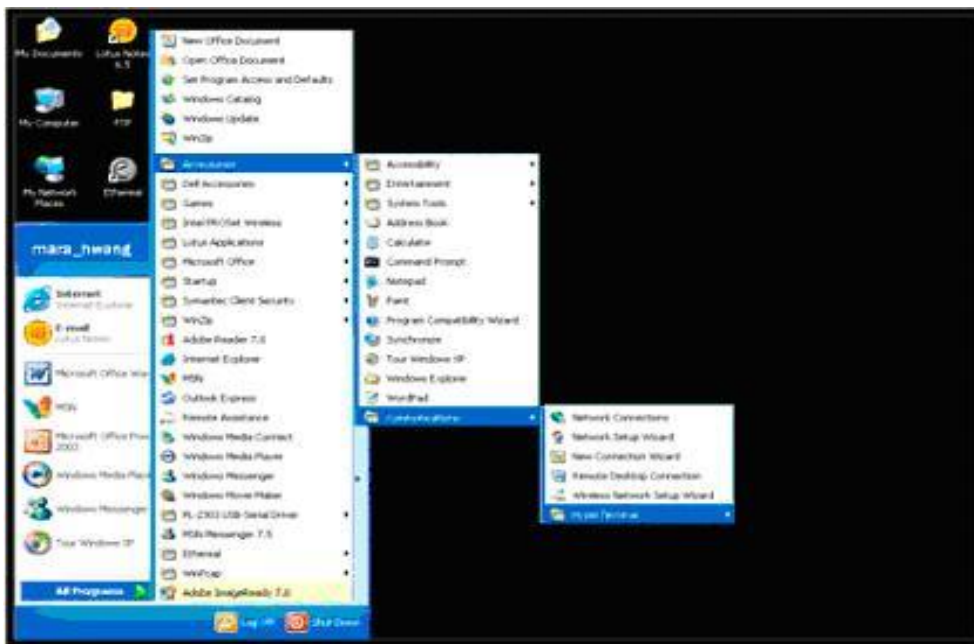 My Documents
Lotus Notes
6.5
My Computer
FTP
My Network
Places
Ethereal
mara_hwang
Internet
Internet Explorer
E-mail
Lotus Notes
Microsoft Office Wor
MSN
Microsoft Office Pow
2003
Windows Media Play
Windows Messenger
Tour Windows XP
All Programs
New Office Document
Open Office Document
Set Program Access and Defaults
Windows Catalog
Windows Update
WinZip
Accessories
Dell Accessories
Games
Intel PROSet Wireless
Lotus Applications
Microsoft Office
Startup
Symantec Client Security
WinZip
Adobe Reader 7.0
Internet Explorer
MSN
Outlook Express
Remote Assistance
Windows Media Connect
Windows Media Player
Windows Messenger
Windows Movie Maker
PL-2303 USB-Serial Driver
MSN Messenger 7.5
Ethereal
WinPcap
Adobe ImageReady 7.0
Accessibility
Entertainment
System Tools
Address Book
Calculator
Command Prompt
Notepad
Paint
Program Compatibility Wizard
Synchronize
Tour Windows XP
Windows Explorer
WordPad
Communications
Network Connections
Network Setup Wizard
New Connection Wizard
Remote Desktop Connection
Wireless Network Setup Wizard
HyperTerminal
Log Off
Shut Down